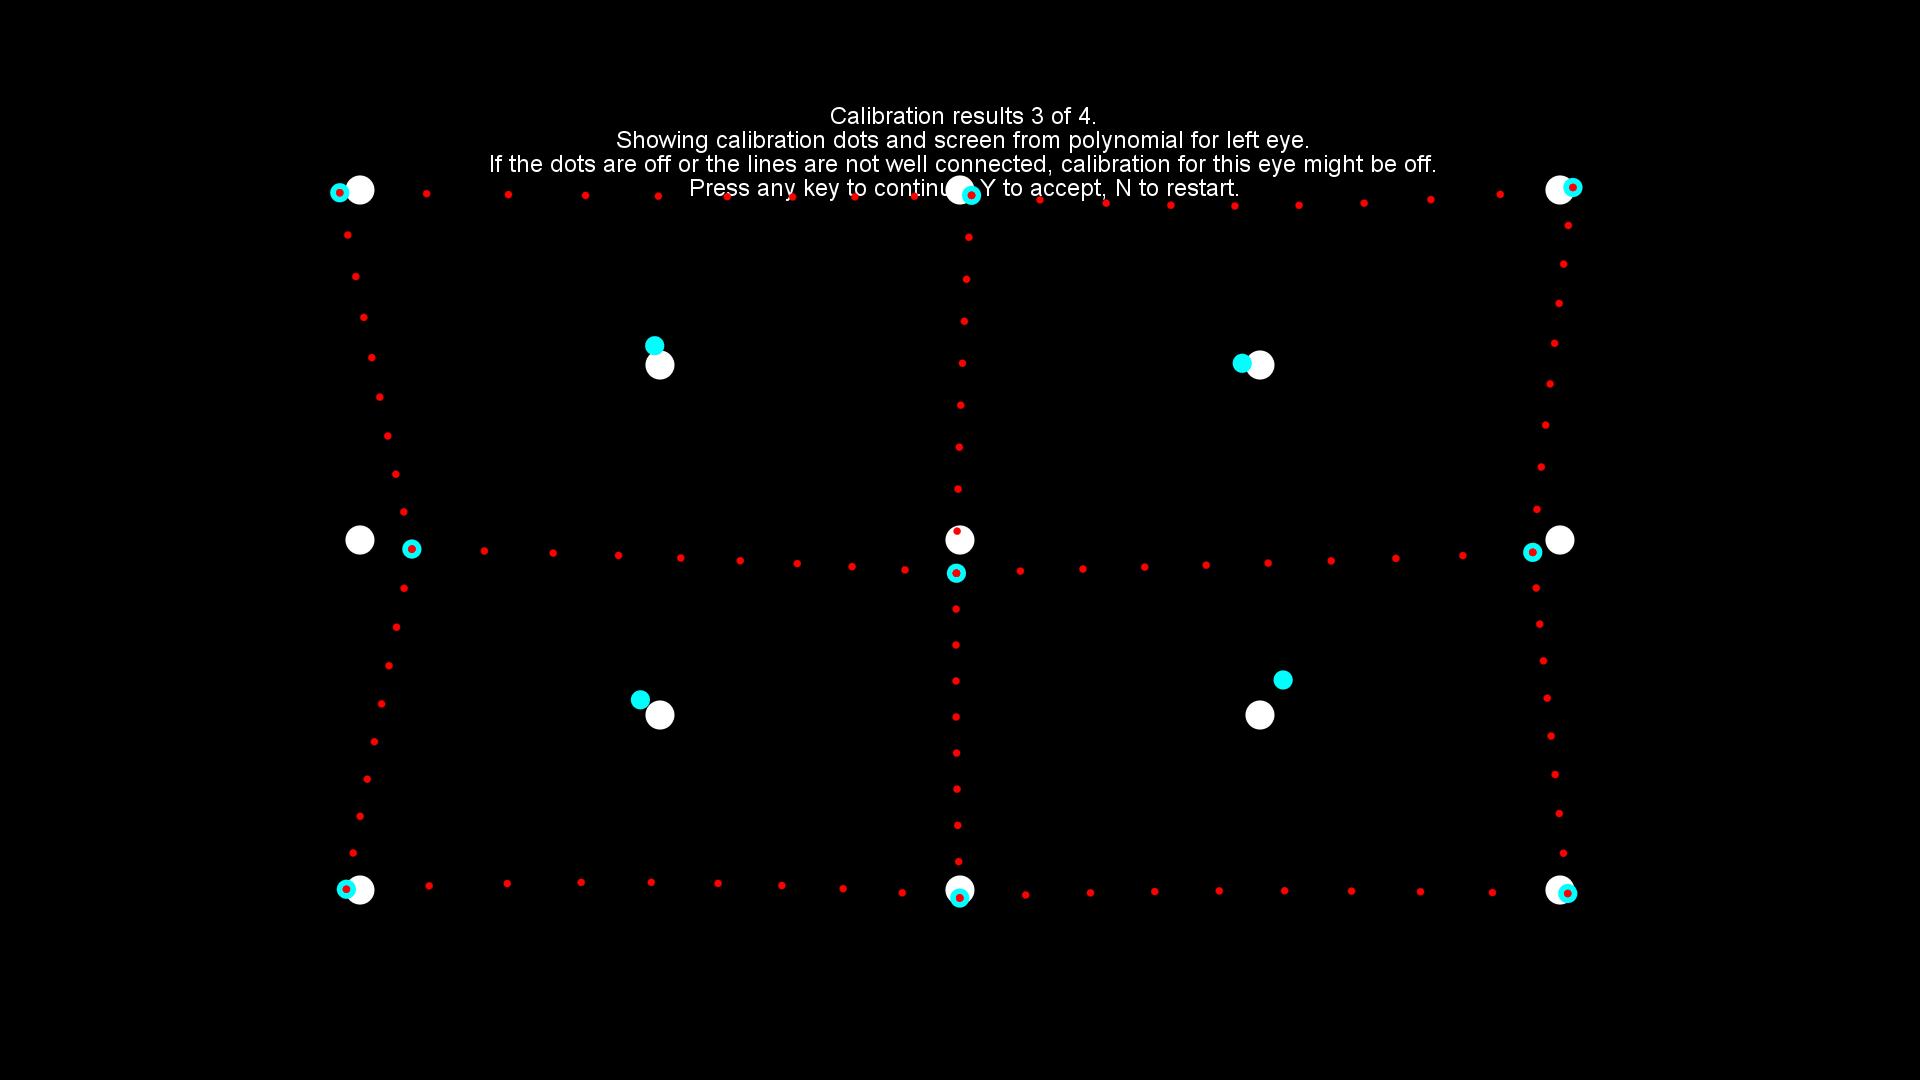 Calibration results 3 of 4.
Showing calibration dots and screen from polynomial for left eye.
If the dots are off or the lines are not well connected, calibration for this eye might be off.
Press any key to continu Y to accept, N to restart.